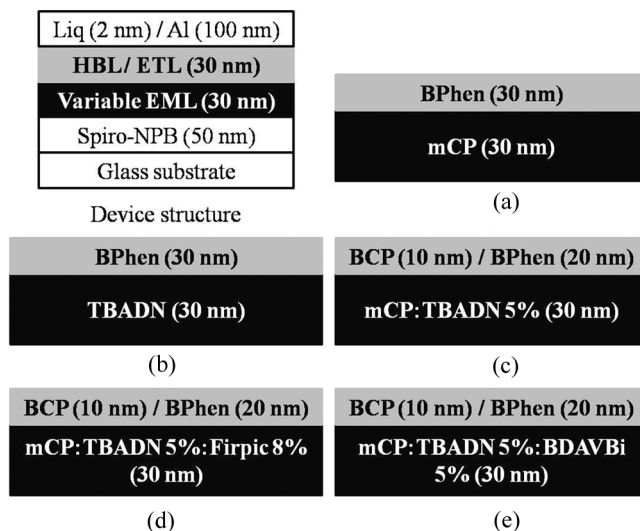 Liq (2 nm) / Al (100 nm)
HBL/ ETL (30 nm)
Variable EML (30 nm)
Spiro-NPB (50 nm)
Glass substrate
Device structure
BPhen (30 nm)
mCP (30 nm)
(a)
BPhen (30 nm)
TBADN (30 nm)
(b)
BCP (10 nm) / BPhen (20 nm)
mCP:TBADN 5% (30 nm)
(c)
BCP (10 nm) / BPhen (20 nm)
mCP:TBADN 5%:Firpic 8%
(30 nm)
(d)
BCP (10 nm) / BPhen (20 nm)
mCP:TBADN 5%:BDAVBi
5% (30 nm)
(e)